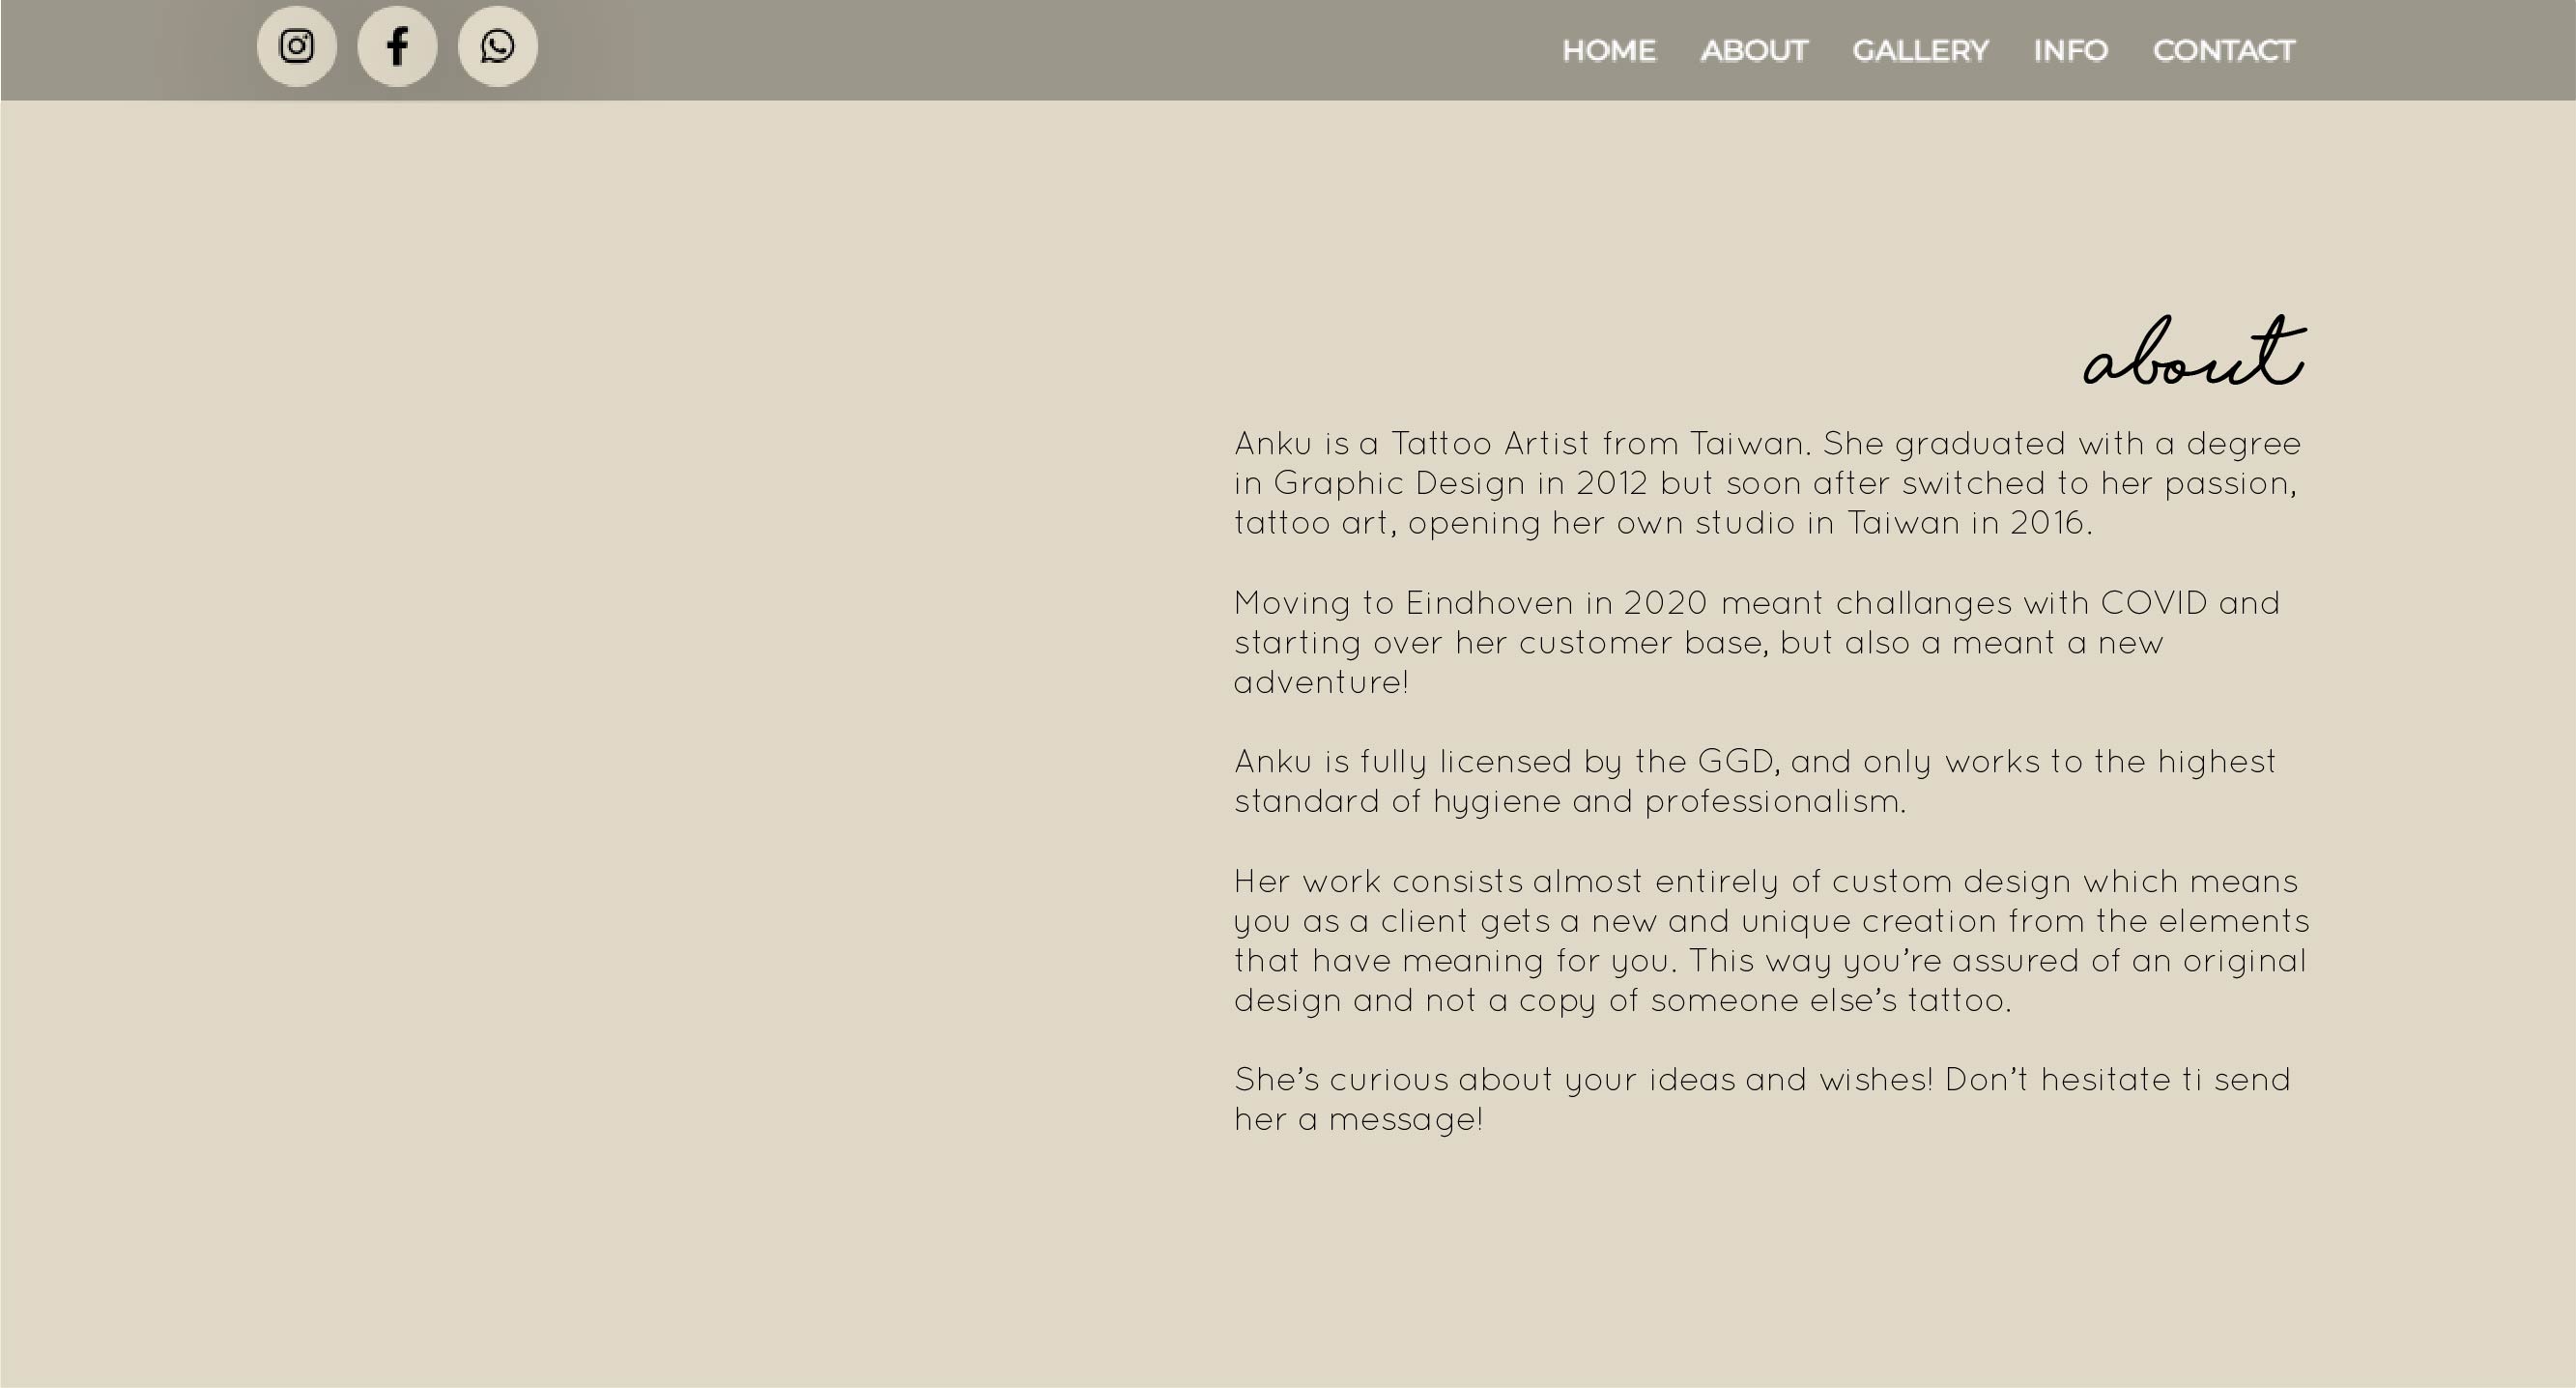 HOME ABOUT GALLERY INFO CONTACT
about
Anku is a Tattoo Artist from Taiwan. She graduated with a degree
in Graphic Design in 2012 but soon after switched to her passion,
tattoo art, opening her own studio in Taiwan in 2016.
Moving to Eindhoven in 2020 meant challanges with COVID and
starting over her customer base, but also a meant a new
adventure!
Anku is fully licensed by the GGD, and only works to the highest
standard of hygiene and professionalism.
Her work consists almost entirely of custom design which means
you as a client gets a new and unique creation from the elements
that have meaning for you. This way you’re assured of an original
design and not a copy of someone else’s tattoo.
She’s curious about your ideas and wishes! Don’t hesitate ti send
her a message!